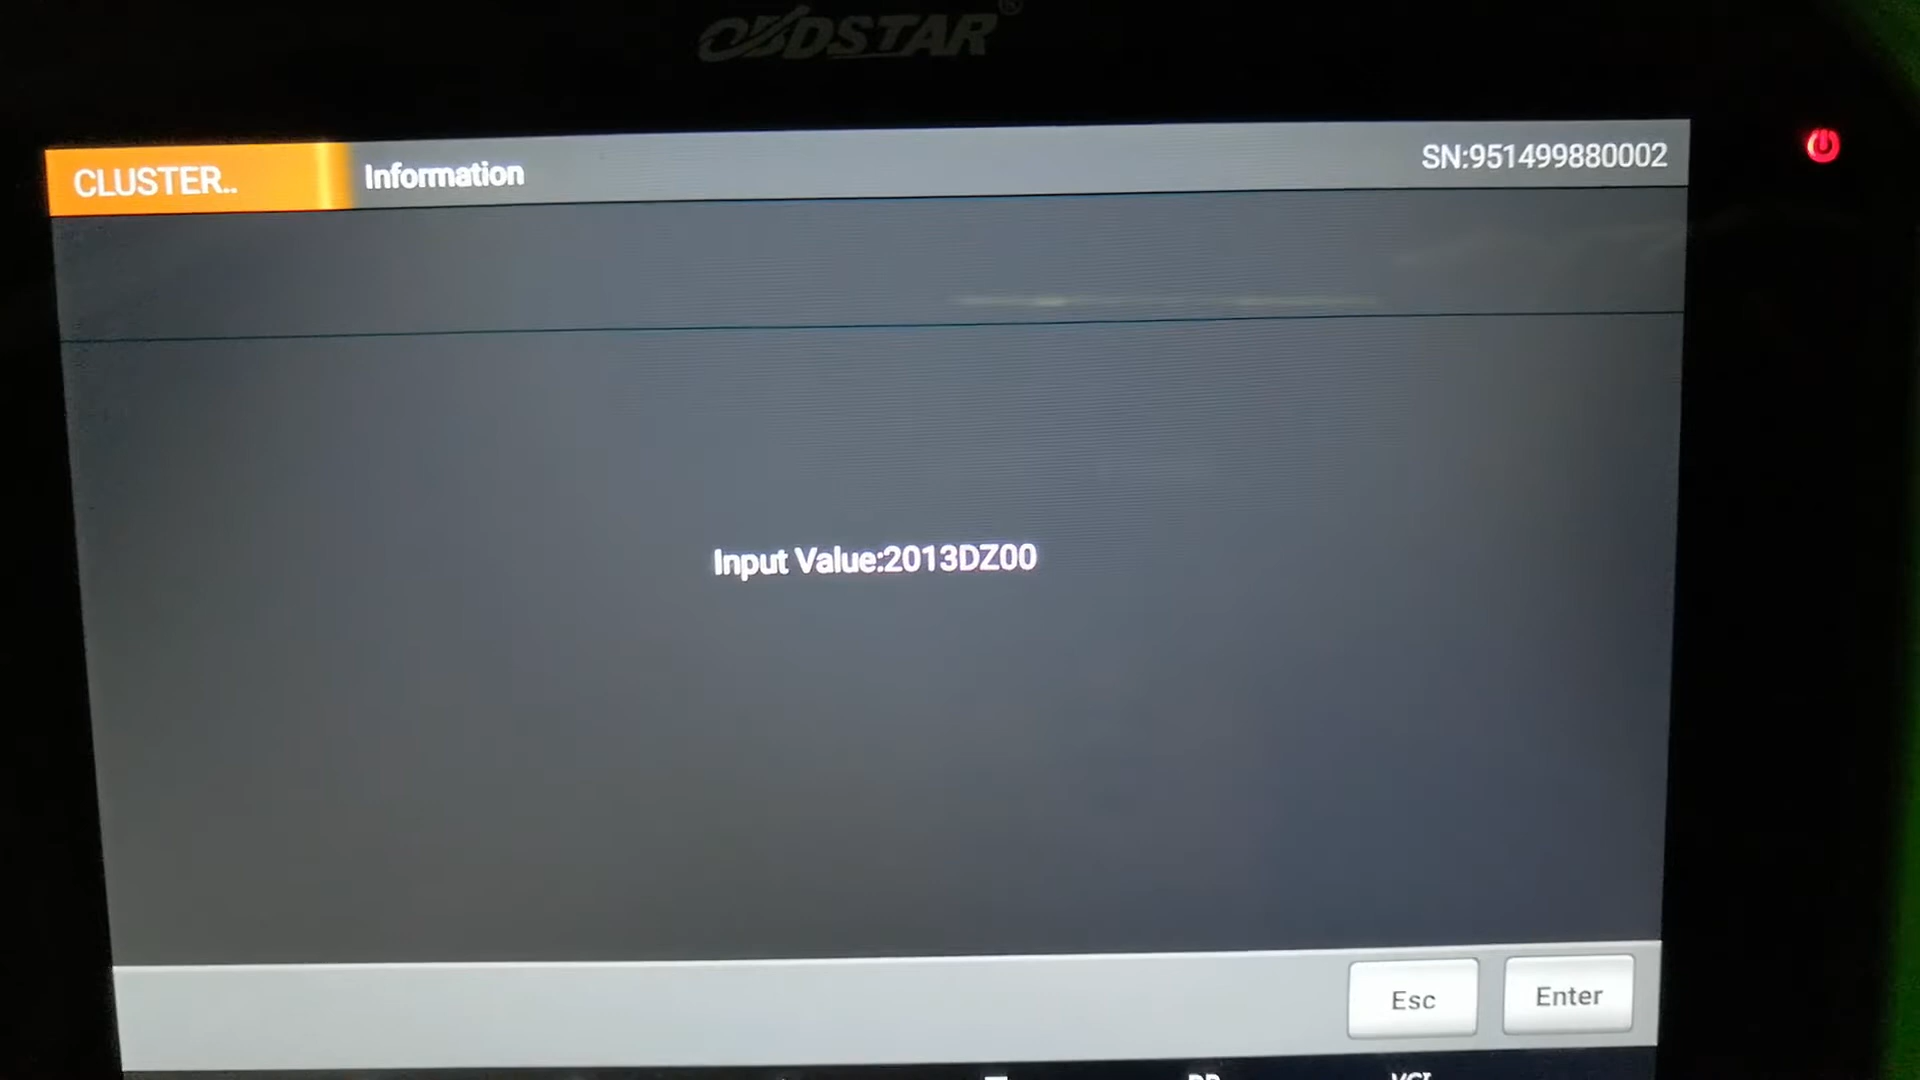 OBDSTAR®
CLUSTER..
Information
SN:951499880002
Input Value:2013DZ00
Esc
Enter